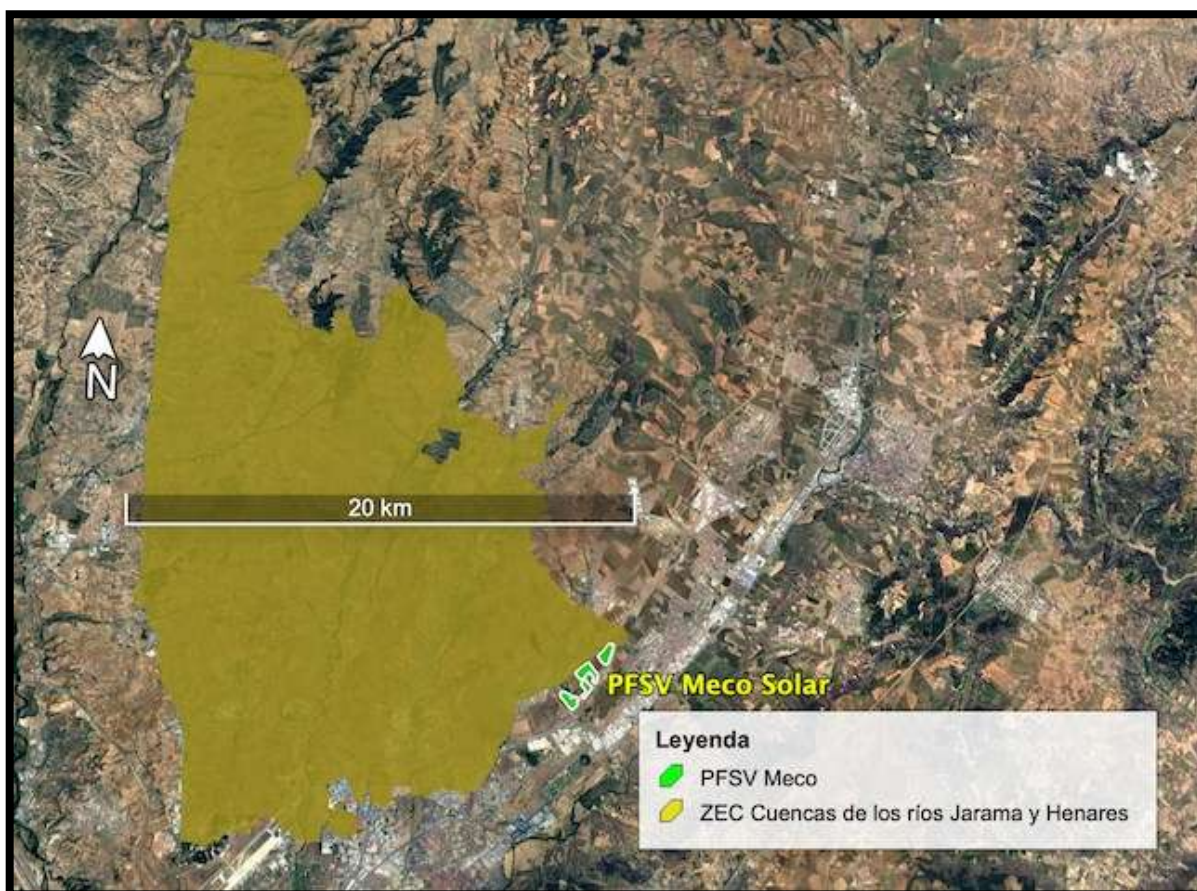 N
20 km
PFSV Meco Solar
Leyenda
PFSV Meco
ZEC Cuencas de los ríos Jarama y Henares